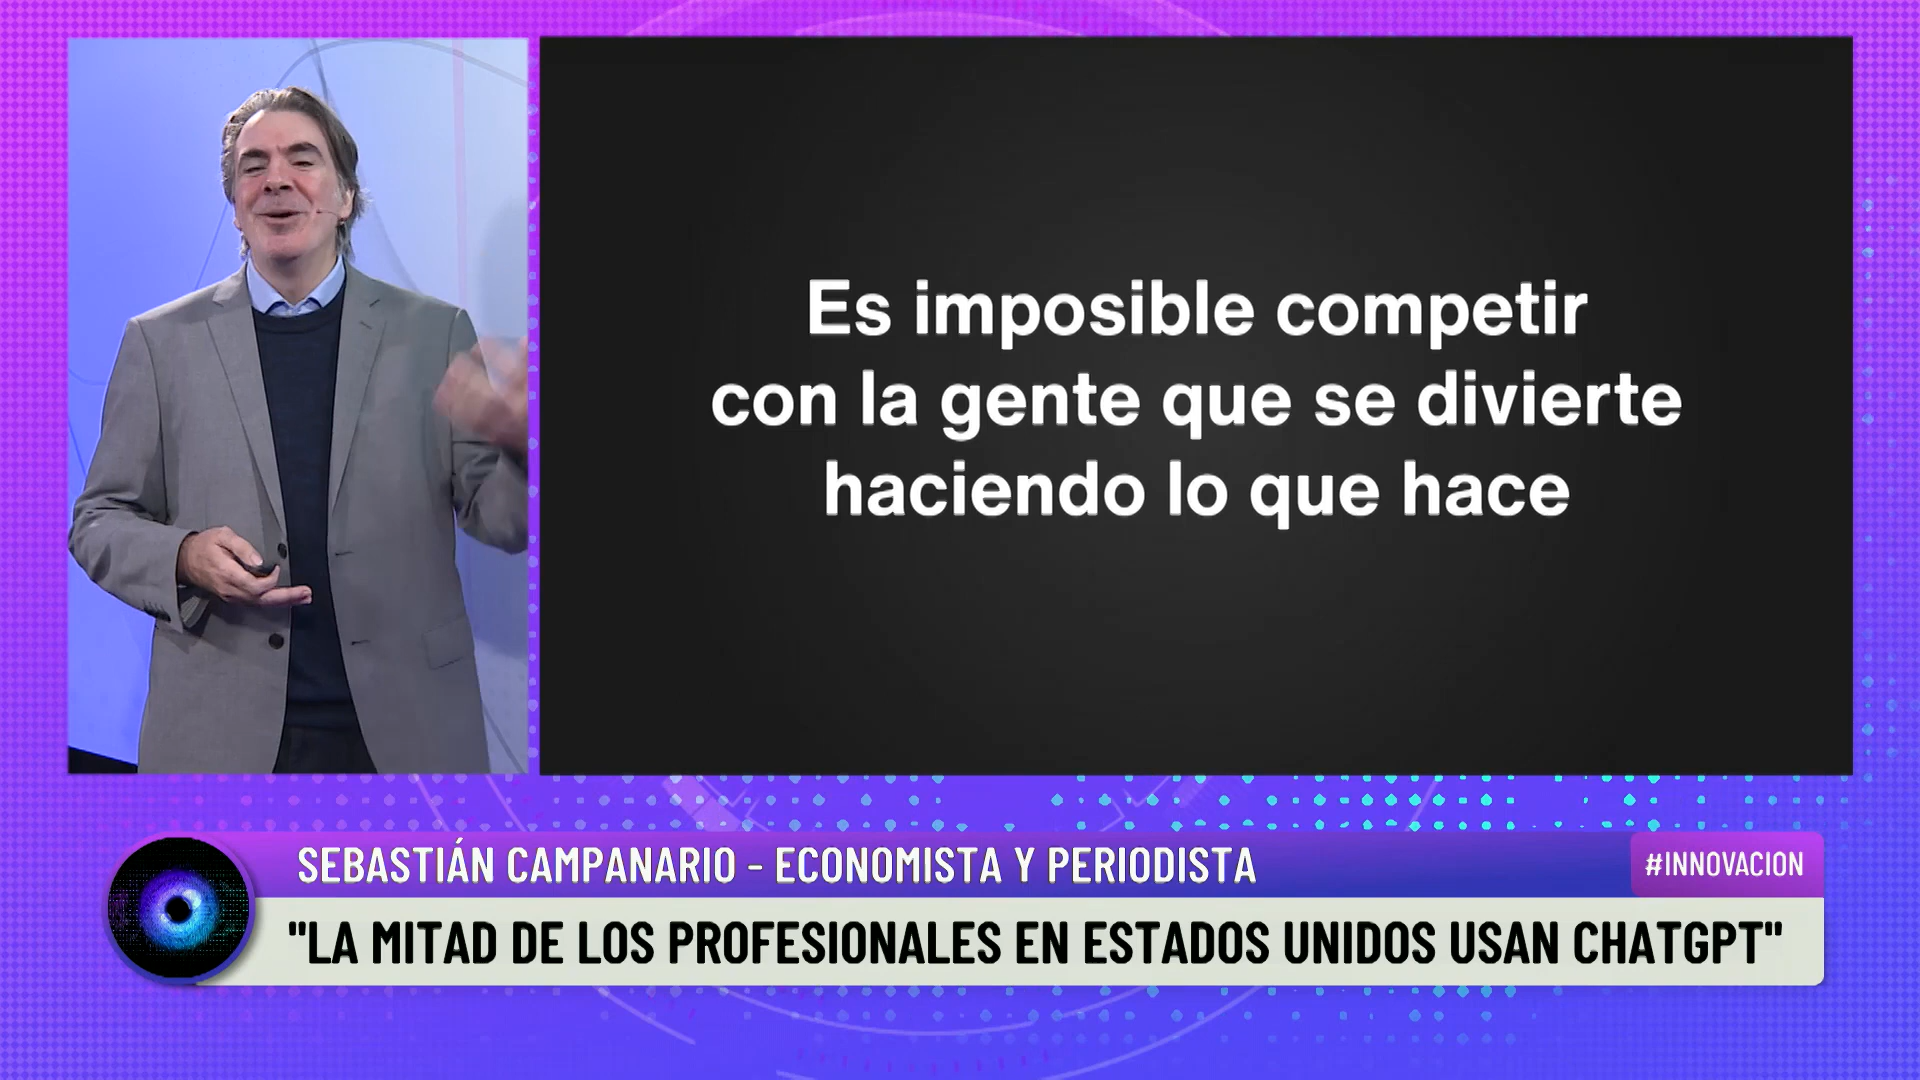 Es imposible competir
con la gente que se divierte
haciendo lo que hace
SEBASTIÁN CAMPANARIO - ECONOMISTA Y PERIODISTA
#INNOVACION
"LA MITAD DE LOS PROFESIONALES EN ESTADOS UNIDOS USAN CHATGPT"